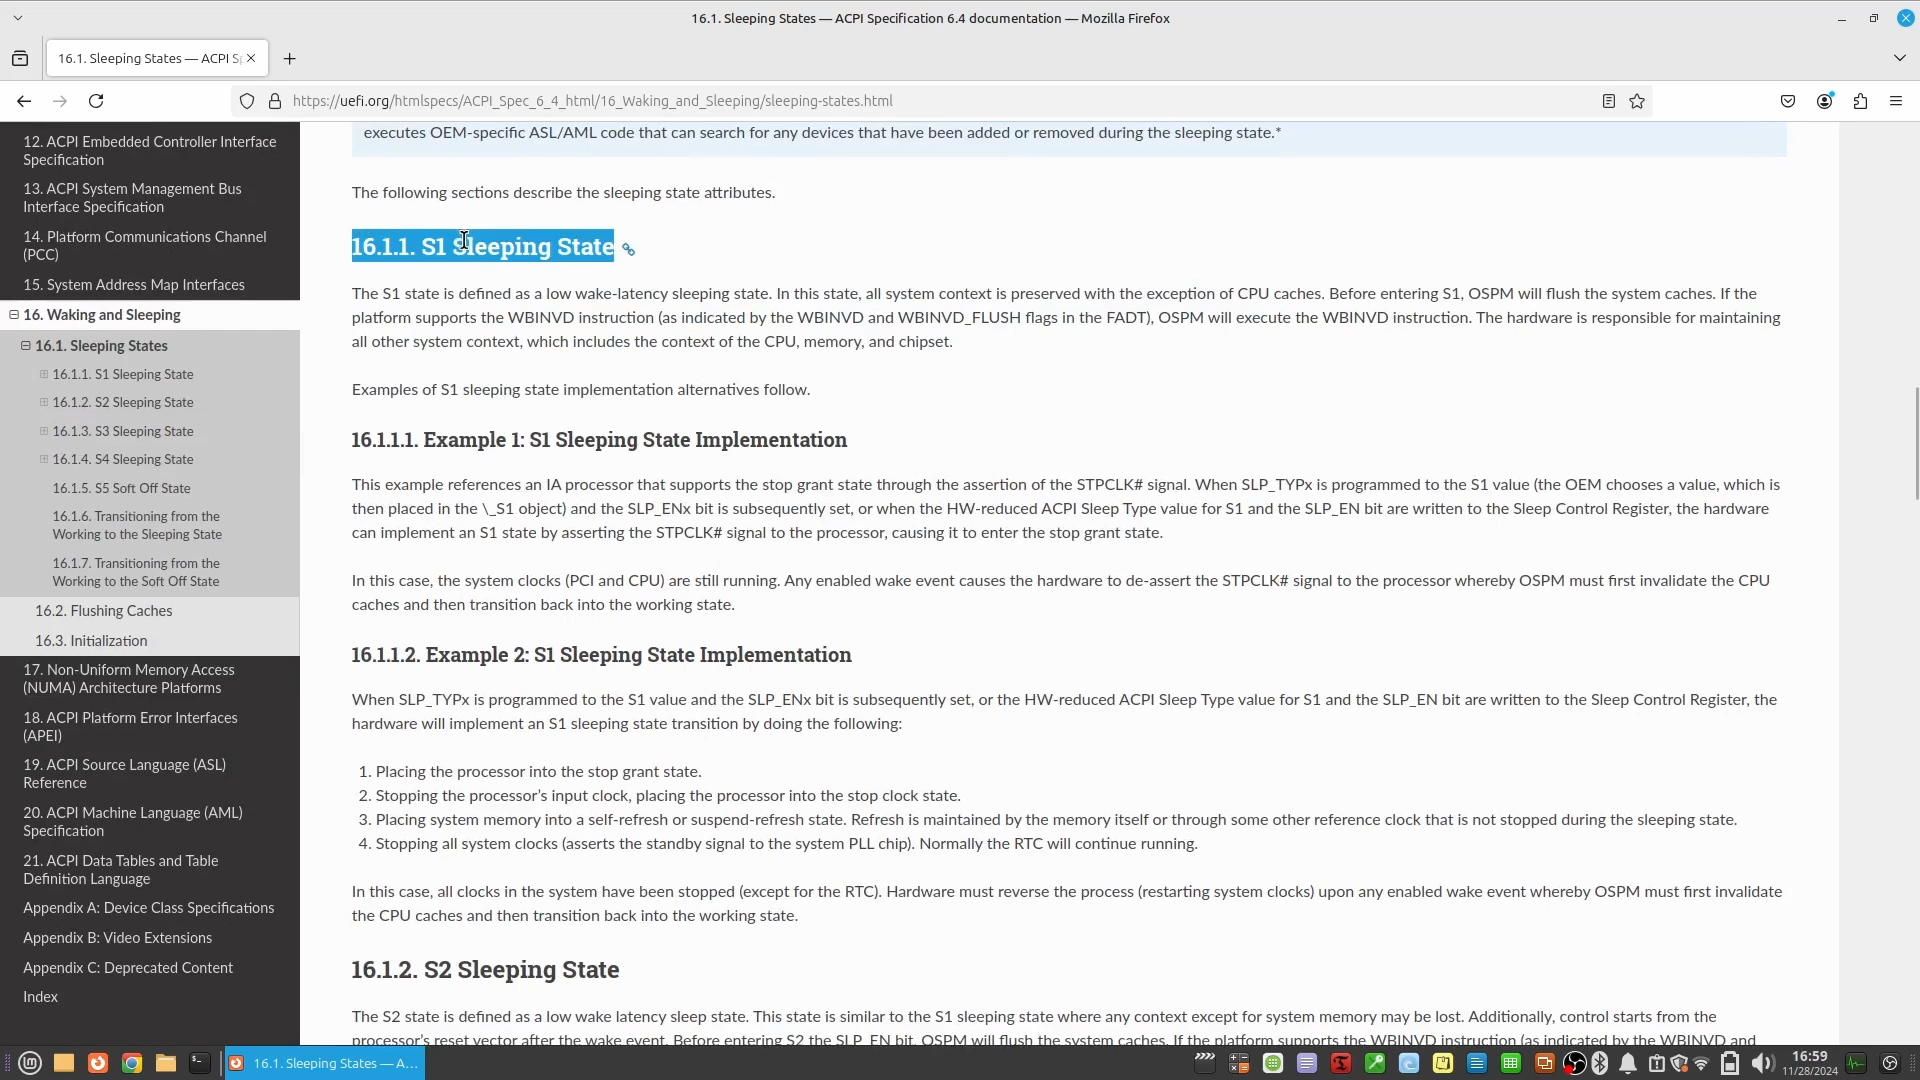 16.1. Sleeping States — ACPI Specification 6.4 documentation — Mozilla Firefox
16.1. Sleeping States — ACPI S
https://uefi.org/htmlspecs/ACPI_Spec_6_4_html/16_Waking_and_Sleeping/sleeping-states.html
12. ACPI Embedded Controller Interface
Specification
13. ACPI System Management Bus
Interface Specification
14. Platform Communications Channel
(PCC)
15. System Address Map Interfaces
16. Waking and Sleeping
16.1. Sleeping States
16.1.1. S1 Sleeping State
16.1.2. S2 Sleeping State
16.1.3. S3 Sleeping State
16.1.4. S4 Sleeping State
16.1.5. S5 Soft Off State
16.1.6. Transitioning from the
Working to the Sleeping State
16.1.7. Transitioning from the
Working to the Soft Off State
16.2. Flushing Caches
16.3. Initialization
17. Non-Uniform Memory Access
(NUMA) Architecture Platforms
18. ACPI Platform Error Interfaces
(APEI)
19. ACPI Source Language (ASL)
Reference
20. ACPI Machine Language (AML)
Specification
21. ACPI Data Tables and Table
Definition Language
Appendix A: Device Class Specifications
Appendix B: Video Extensions
Appendix C: Deprecated Content
Index
executes OEM-specific ASL/AML code that can search for any devices that have been added or removed during the sleeping state.*
The following sections describe the sleeping state attributes.
16.1.1. S1 Sleeping State
The S1 state is defined as a low wake-latency sleeping state. In this state, all system context is preserved with the exception of CPU caches. Before entering S1, OSPM will flush the system caches. If the
platform supports the WBINVD instruction (as indicated by the WBINVD and WBINVD_FLUSH flags in the FADT), OSPM will execute the WBINVD instruction. The hardware is responsible for maintaining
all other system context, which includes the context of the CPU, memory, and chipset.
Examples of S1 sleeping state implementation alternatives follow.
16.1.1.1. Example 1: S1 Sleeping State Implementation
This example references an IA processor that supports the stop grant state through the assertion of the STPCLK# signal. When SLP_TYPx is programmed to the S1 value (the OEM chooses a value, which is
then placed in the \_S1 object) and the SLP_ENx bit is subsequently set, or when the HW-reduced ACPI Sleep Type value for S1 and the SLP_EN bit are written to the Sleep Control Register, the hardware
can implement an S1 state by asserting the STPCLK# signal to the processor, causing it to enter the stop grant state.
In this case, the system clocks (PCI and CPU) are still running. Any enabled wake event causes the hardware to de-assert the STPCLK# signal to the processor whereby OSPM must first invalidate the CPU
caches and then transition back into the working state.
16.1.1.2. Example 2: S1 Sleeping State Implementation
When SLP_TYPx is programmed to the S1 value and the SLP_ENx bit is subsequently set, or the HW-reduced ACPI Sleep Type value for S1 and the SLP_EN bit are written to the Sleep Control Register, the
hardware will implement an S1 sleeping state transition by doing the following:
1. Placing the processor into the stop grant state.
2. Stopping the processor's input clock, placing the processor into the stop clock state.
3. Placing system memory into a self-refresh or suspend-refresh state. Refresh is maintained by the memory itself or through some other reference clock that is not stopped during the sleeping state.
4. Stopping all system clocks (asserts the standby signal to the system PLL chip). Normally the RTC will continue running.
In this case, all clocks in the system have been stopped (except for the RTC). Hardware must reverse the process (restarting system clocks) upon any enabled wake event whereby OSPM must first invalidate
the CPU caches and then transition back into the working state.
16.1.2. S2 Sleeping State
The S2 state is defined as a low wake latency sleep state. This state is similar to the S1 sleeping state where any context except for system memory may be lost. Additionally, control starts from the
processor's reset vector after the wake event. Before entering S2 the SLP_EN bit, OSPM will flush the system caches. If the platform supports the WBINVD instruction (as indicated by the WBINVD and
16.1. Sleeping States — A...
16:59
11/28/2024